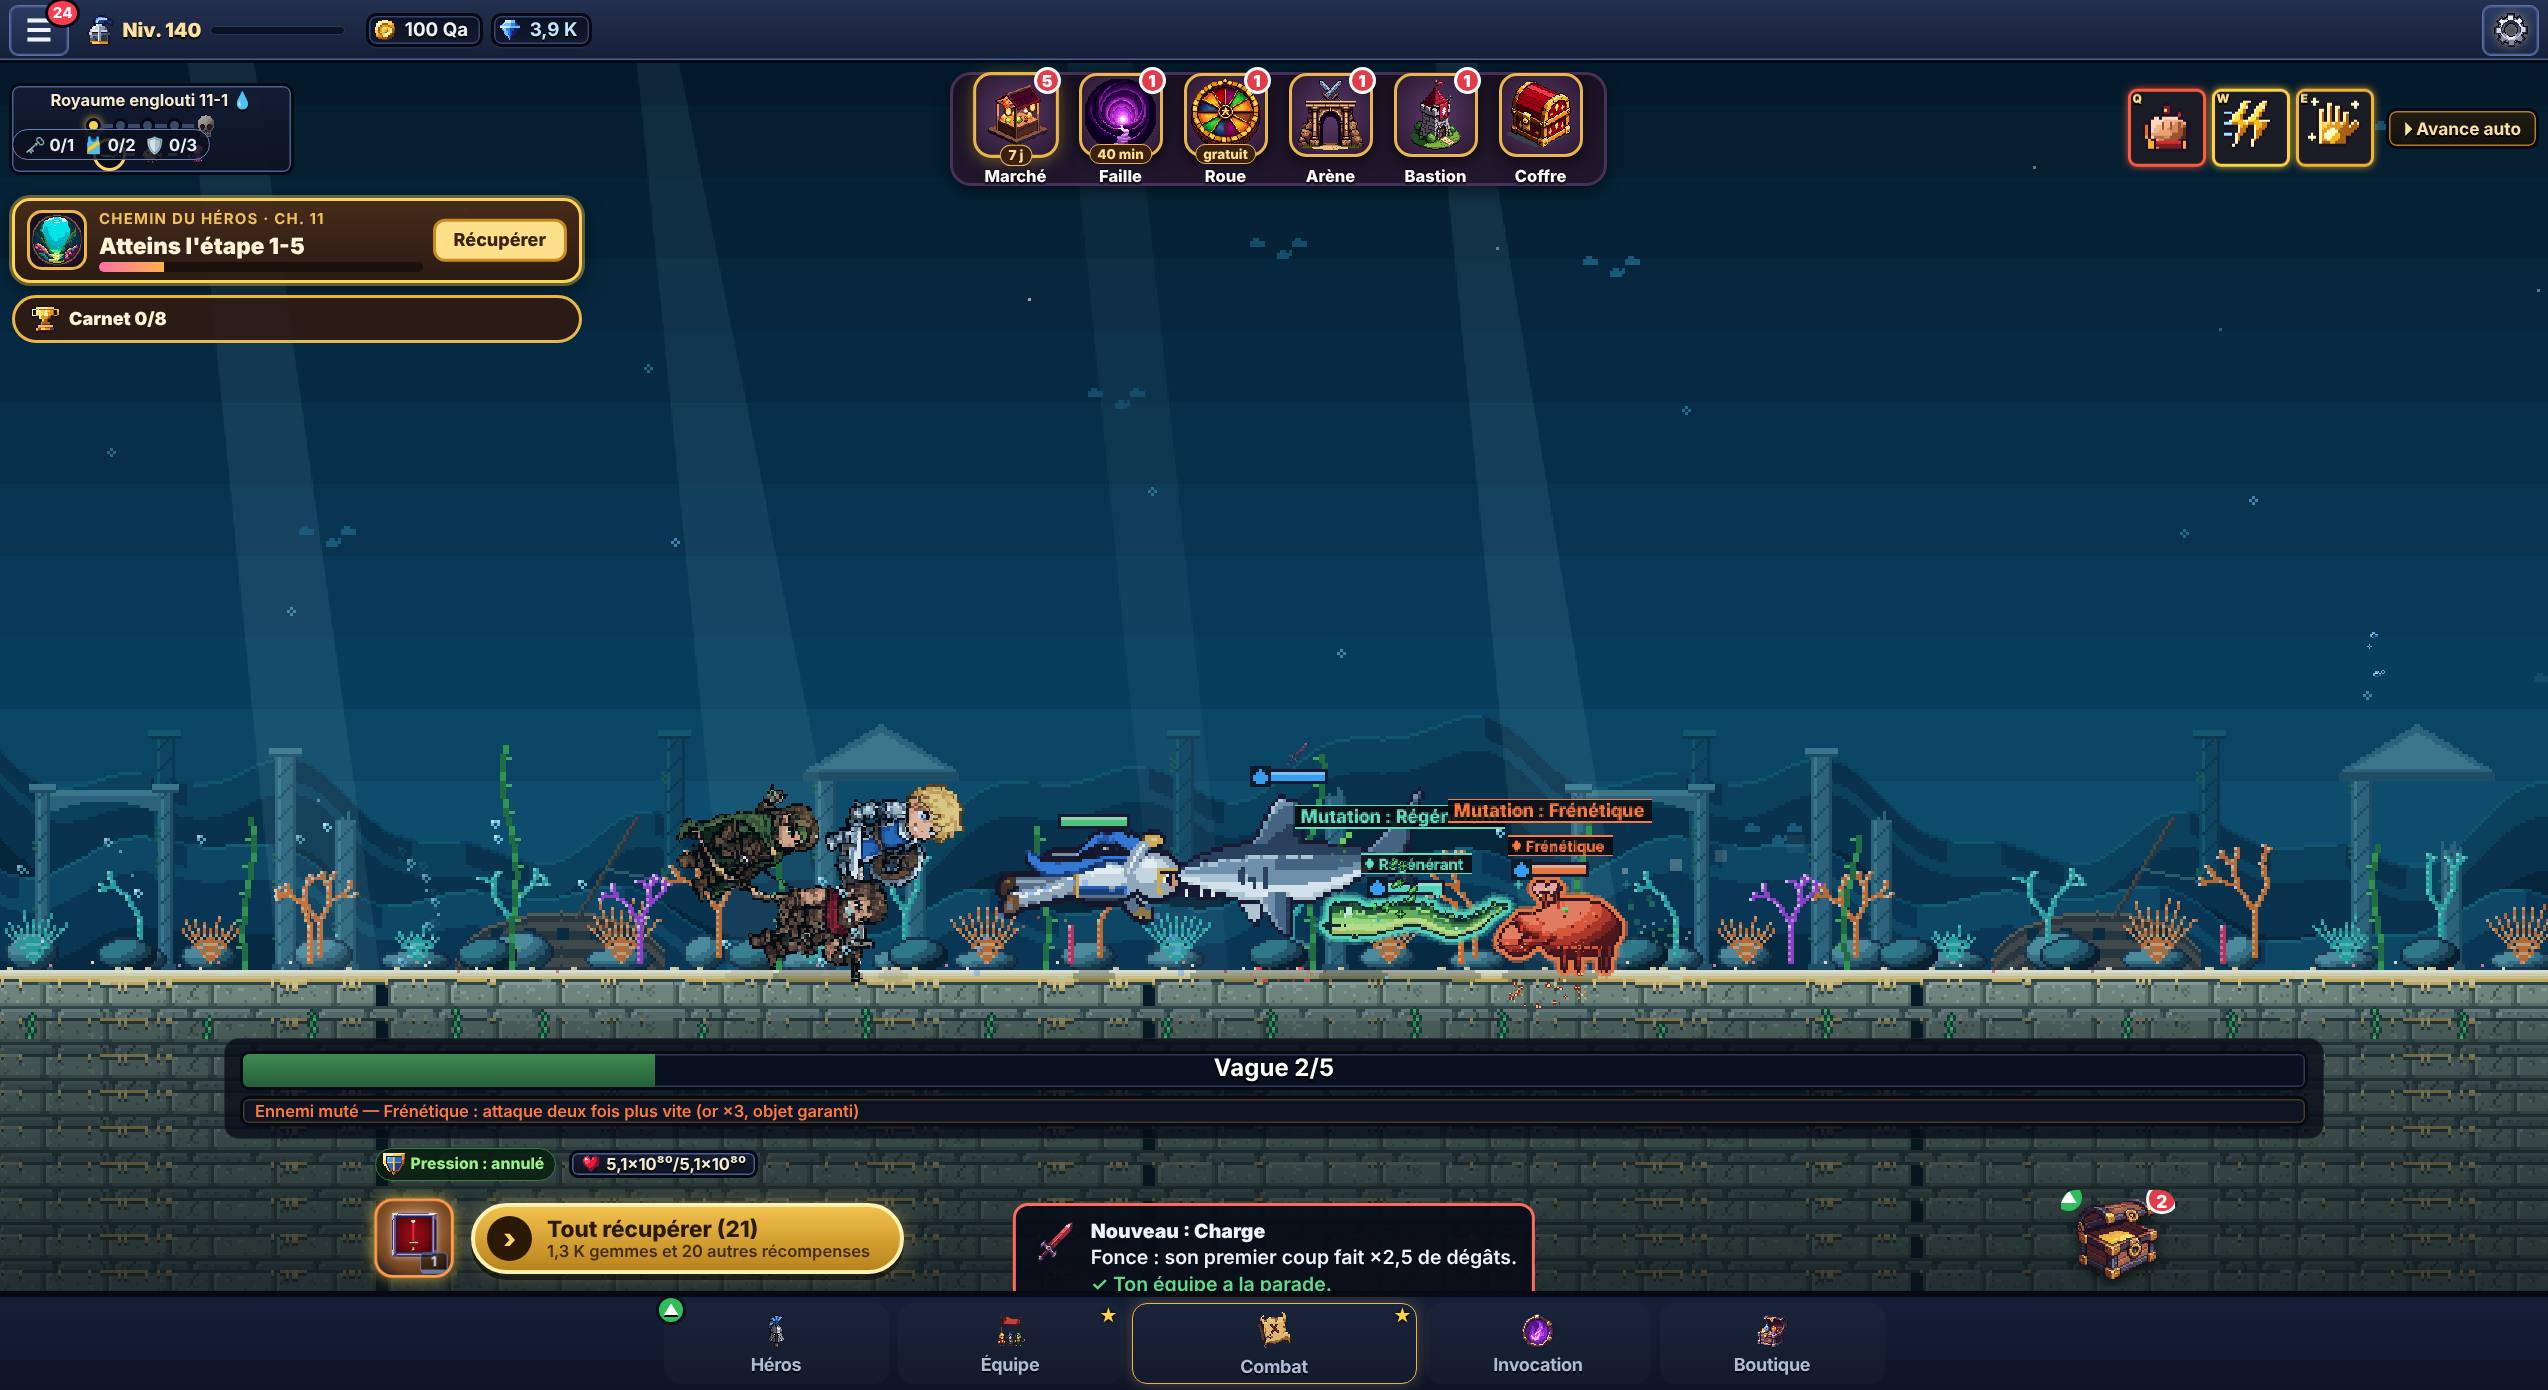 24
Niv. 140
100 Qa
3,9 K
Royaume englouti 11-1
0/1 0/2 0/3
CHEMIN DU HÉROS · CH. 11
Atteins l'étape 1-5
Récupérer
Carnet 0/8
5
1
1
1
1
7 j
40 min
gratuit
Marché
Faille
Roue
Arène
Bastion
Coffre
Q
W
E
Avance auto
Mutation : Régér
Mutation : Frénétique
Frénétique
Régénérant
Vague 2/5
Ennemi muté — Frénétique : attaque deux fois plus vite (or ×3, objet garanti)
Pression : annulé
5,1×10⁸⁰/5,1×10⁸⁰
1
Tout récupérer (21)
1,3 K gemmes et 20 autres récompenses
Nouveau : Charge
Fonce : son premier coup fait ×2,5 de dégâts.
✓ Ton équipe a la parade.
2
Héros
Équipe
Combat
Invocation
Boutique